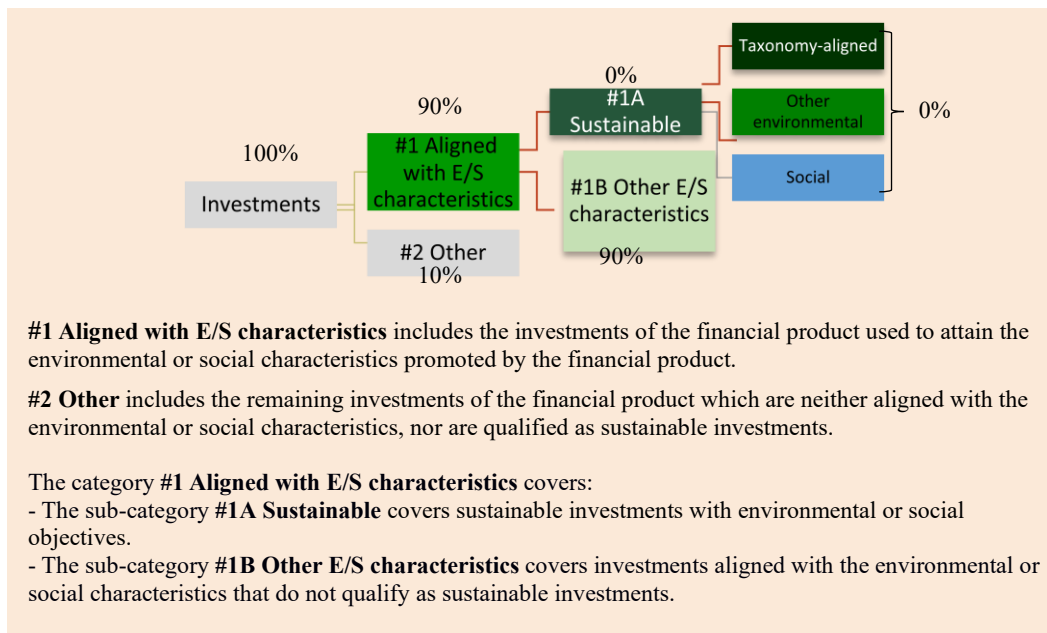 Taxonomy-aligned
0%
#1A
Sustainable
90%
Other
environmental
0%
#1 Aligned
with E/S
characteristics
100%
Social
#1B Other E/S
characteristics
Investments
#2 Other
10%
90%
#1 Aligned with E/S characteristics includes the investments of the financial product used to attain the
environmental or social characteristics promoted by the financial product.
#2 Other includes the remaining investments of the financial product which are neither aligned with the
environmental or social characteristics, nor are qualified as sustainable investments.
The category #1 Aligned with E/S characteristics covers:
- The sub-category #1A Sustainable covers sustainable investments with environmental or social
objectives.
- The sub-category #1B Other E/S characteristics covers investments aligned with the environmental or
social characteristics that do not qualify as sustainable investments.